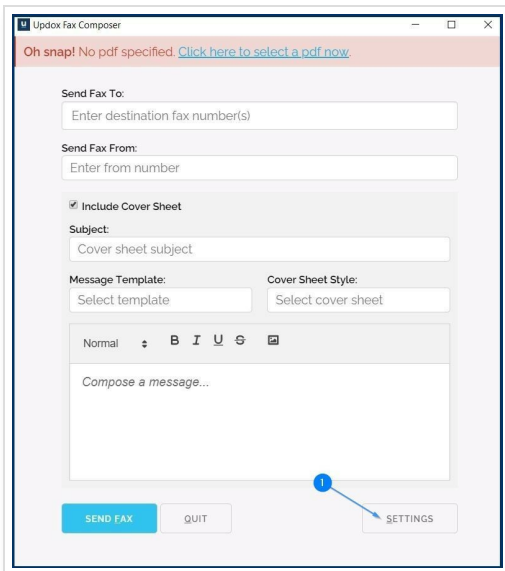 Updox Fax Composer
Oh snap! No pdf specified. Click here to select a pdf now.
Send Fax To:
Enter destination fax number(s)
Send Fax From:
Enter from number
Include Cover Sheet
Subject:
Cover sheet subject
Message Template: Cover Sheet Style:
Select template Select cover sheet
Normal B I U S
Compose a message...
1
SEND FAX QUIT SETTINGS